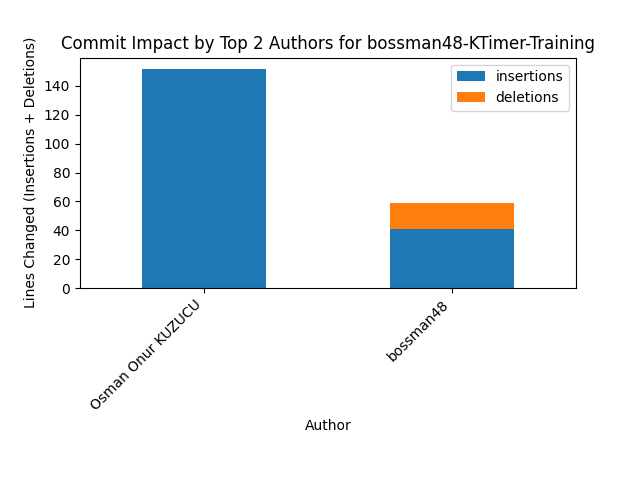 Commit Impact by Top 2 Authors for bossman48-KTimer-Training
Lines Changed (Insertions + Deletions)
140
120
100
80
60
40
20
0
insertions
deletions
Osman Onur KUZUCU
bossman48
Author